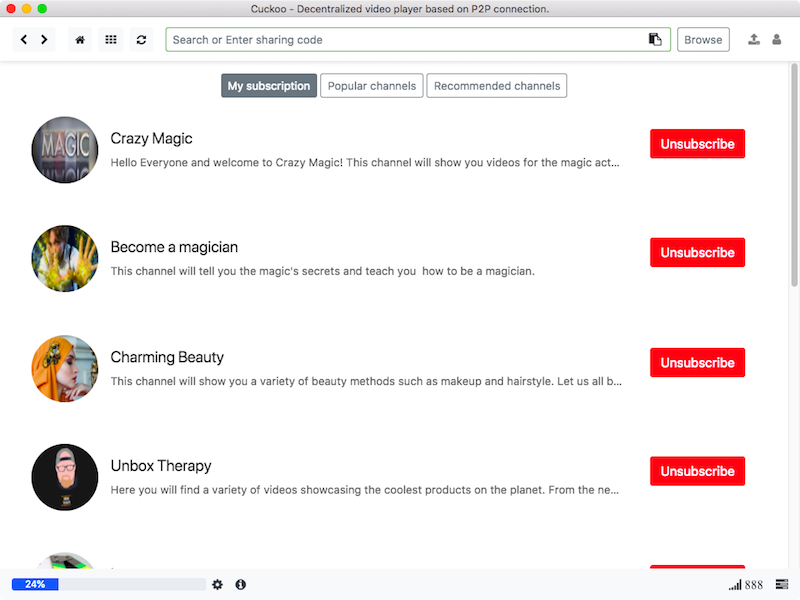 Cuckoo - Decentralized video player based on P2P connection.
Search or Enter sharing code
Browse
My subscription
Popular channels
Recommended channels
MAGIC
Crazy Magic
Unsubscribe
Hello Everyone and welcome to Crazy Magic! This channel will show you videos for the magic act...
Become a magician
Unsubscribe
This channel will tell you the magic's secrets and teach you  how to be a magician.
Charming Beauty
Unsubscribe
This channel will show you a variety of beauty methods such as makeup and hairstyle. Let us all b...
Unbox Therapy
Unsubscribe
Here you will find a variety of videos showcasing the coolest products on the planet. From the ne...
24%
888